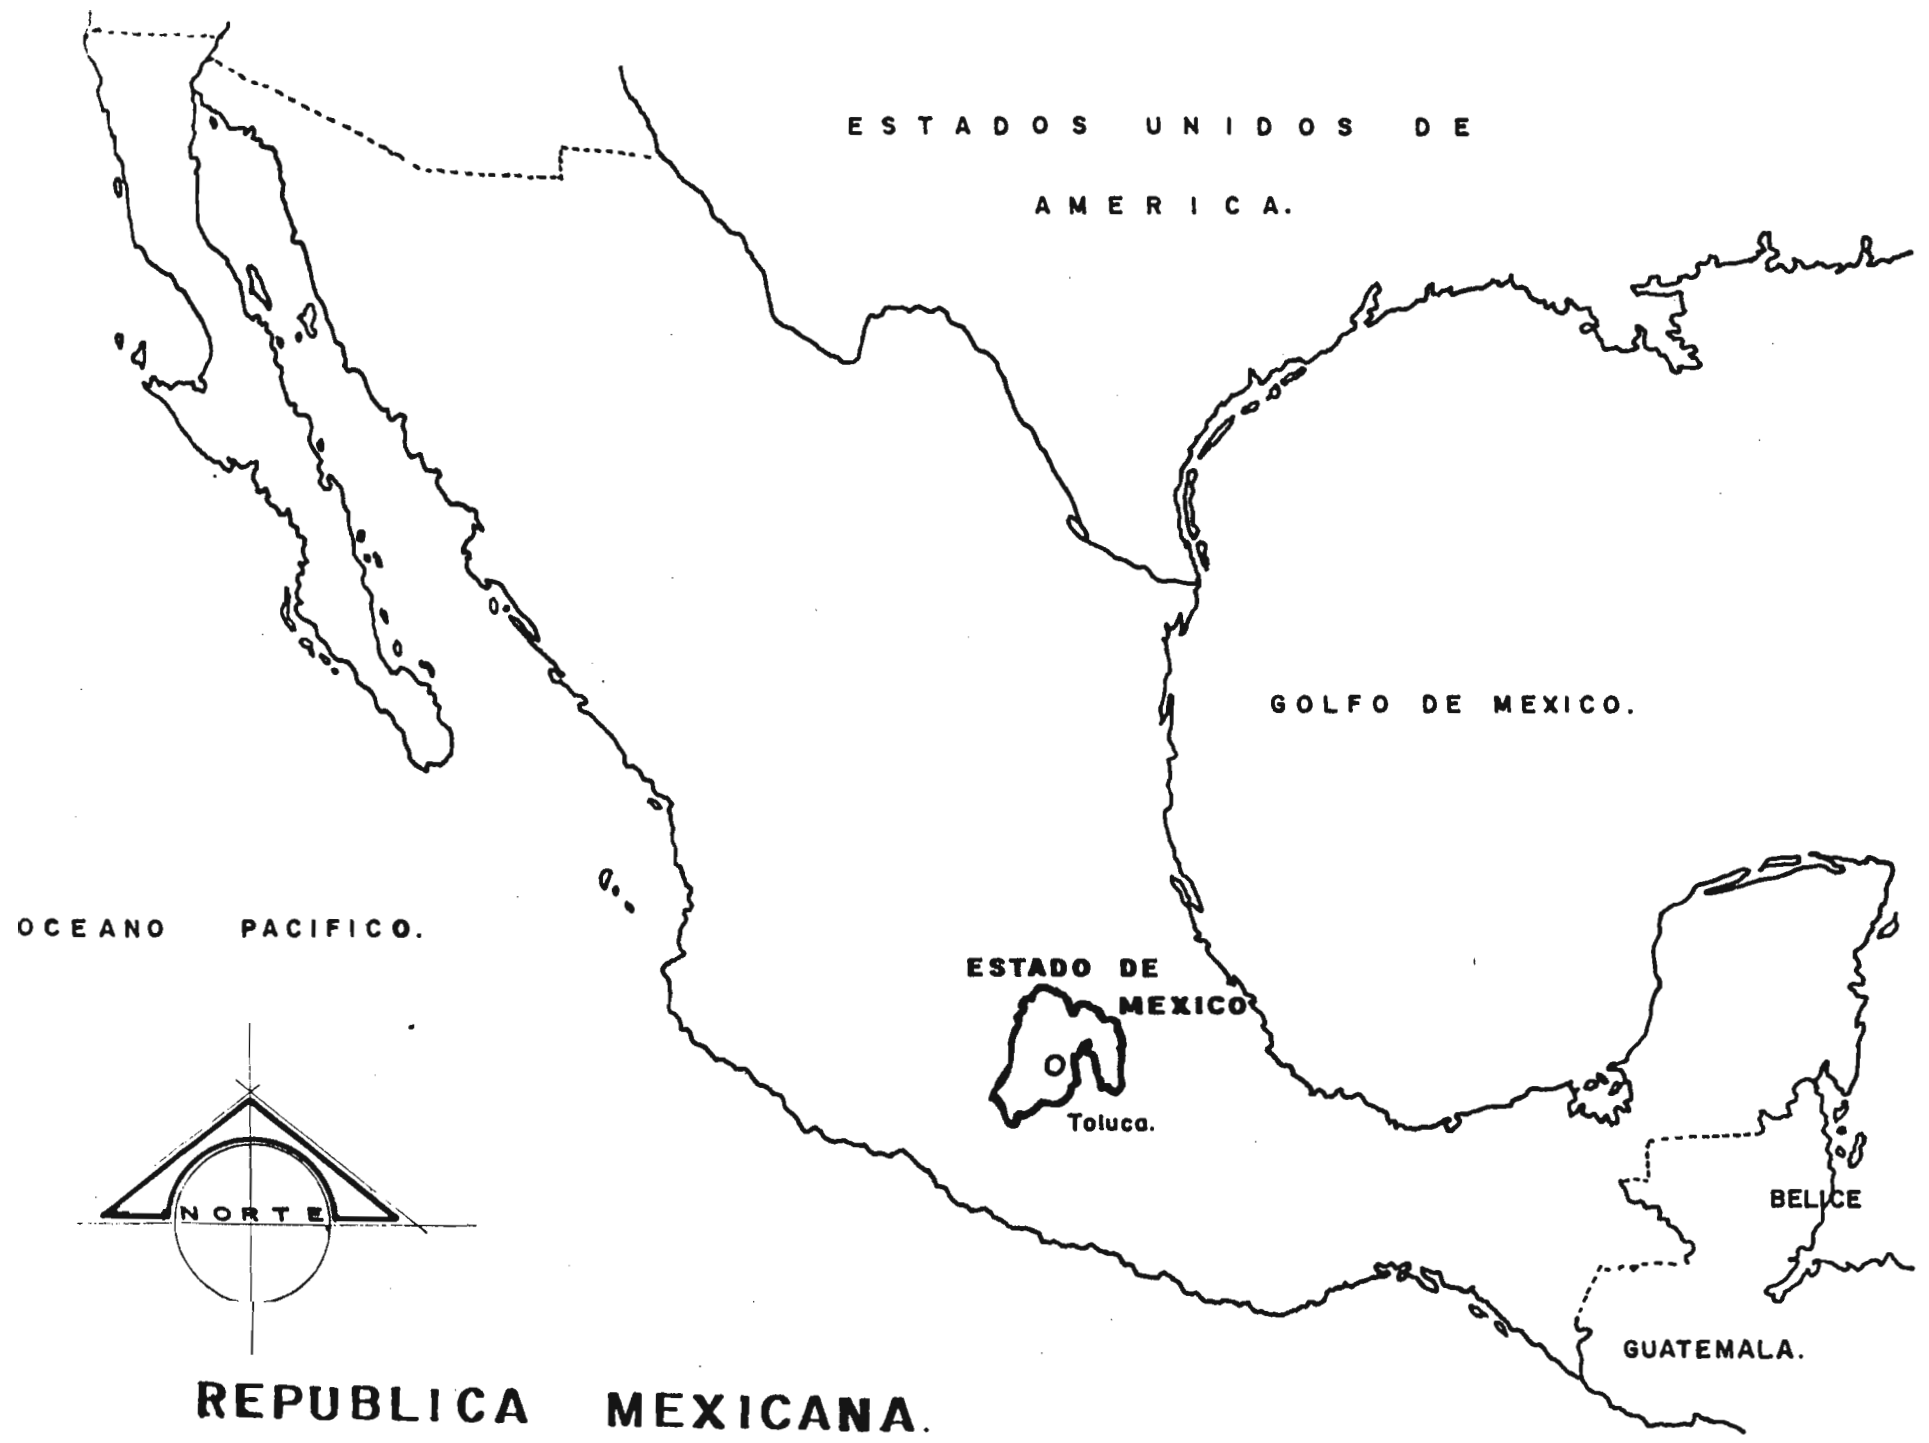 ESTADOS UNIDOS DE
AMERICA.
GOLFO DE MEXICO.
OCEANO PACIFICO.
ESTADO DE
MEXICO
Toluca.
NORTE
BELICE
GUATEMALA.
REPUBLICA MEXICANA.